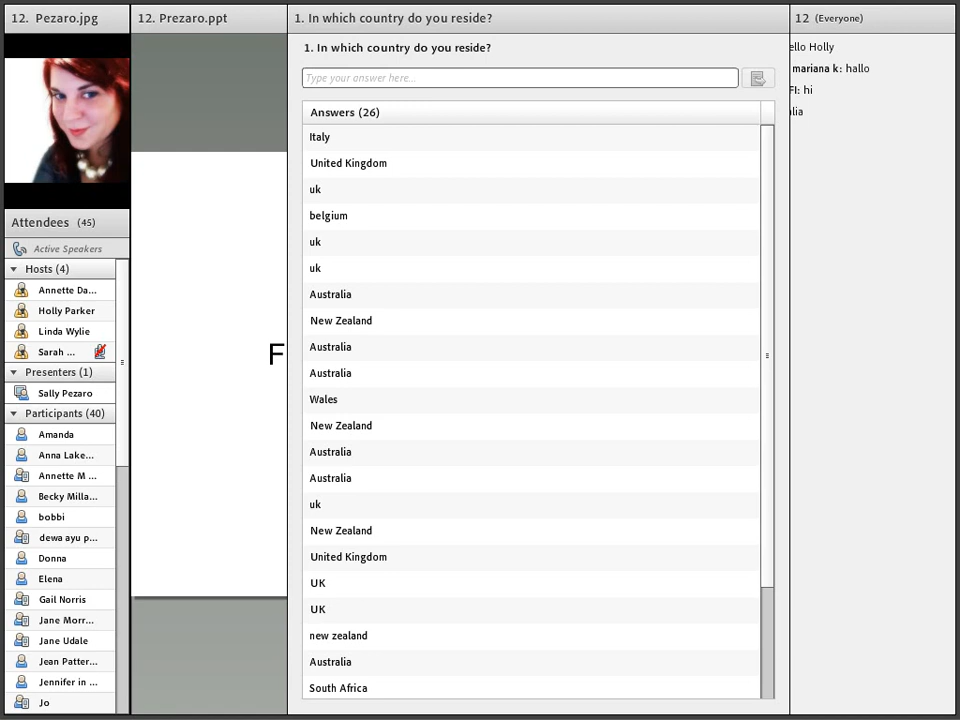 12. Pezaro.jpg
Attendees (45)
Active Speakers
Hosts (4)
Annette Da...
Holly Parker
Linda Wylie
Sarah ...
Presenters (1)
Sally Pezaro
Participants (40)
Amanda
Anna Lake...
Annette M ...
Becky Milla...
bobbi
dewa ayu p...
Donna
Elena
Gail Norris
Jane Morr...
Jane Udale
Jean Patter...
Jennifer in ...
Jo
12. Prezaro.ppt
F
1. In which country do you reside?
1. In which country do you reside?
Type your answer here...
Answers (26)
Italy
United Kingdom
uk
belgium
uk
uk
Australia
New Zealand
Australia
Australia
Wales
New Zealand
Australia
Australia
uk
New Zealand
United Kingdom
UK
UK
new zealand
Australia
South Africa
12 (Everyone)
ello Holly
mariana k: hallo
FI: hi
lia